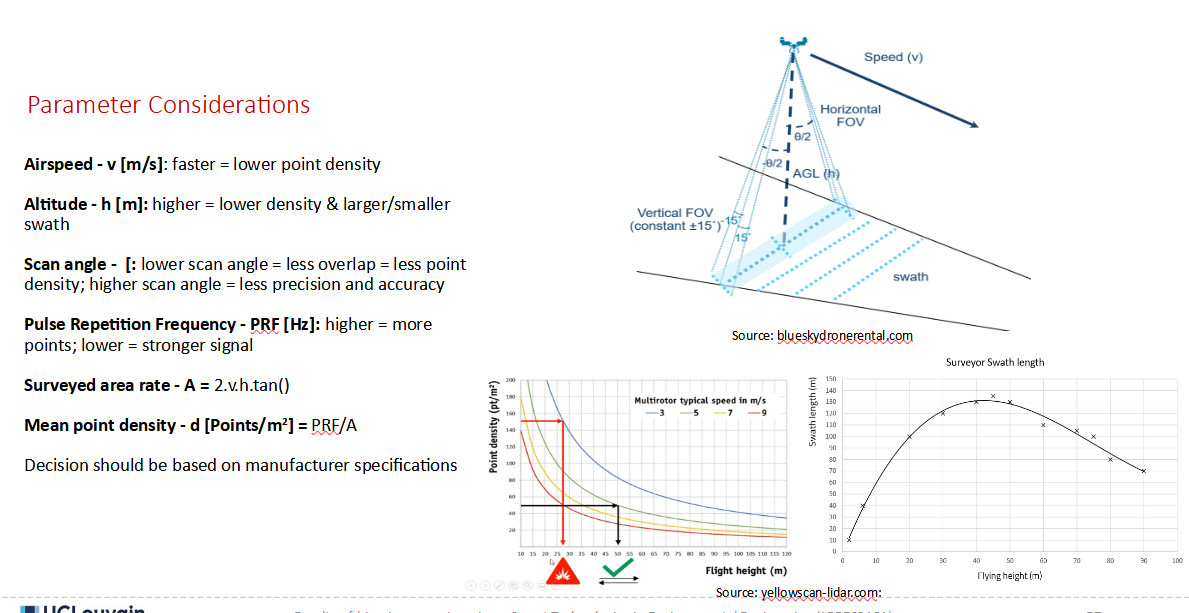 Parameter Considerations
Airspeed - v [m/s]: faster = lower point density
Altitude - h [m]: higher = lower density & larger/smaller
swath
Scan angle - [: lower scan angle = less overlap = less point
density; higher scan angle = less precision and accuracy
Pulse Repetition Frequency - PRF [Hz]: higher = more
points; lower = stronger signal
Surveyed area rate - A = 2.v.h.tan()
Mean point density - d [Points/m²] = PRF/A
Decision should be based on manufacturer specifications
Speed (v)
Horizontal
FOV
θ/2
-θ/2
AGL (h)
Vertical FOV
(constant ±15°)
-15°
15°
swath
Source: blueskydronerental.com
Point density (pt/m²)
200
180
160
140
120
100
80
60
40
20
Multirotor typical speed in m/s
3 5 7 9
10 15 20 25 30 35 40 45 50 55 60 65 70 75 80 85 90 95 100 105 110 115 120
Flight height (m)
Surveyor Swath length
Swath length (m)
150
140
130
120
110
100
90
80
70
60
50
40
30
20
10
0
0 10 20 30 40 50 60 70 80 90 100
Flying height (m)
Source: yellowscan-lidar.com:
UCLouvain